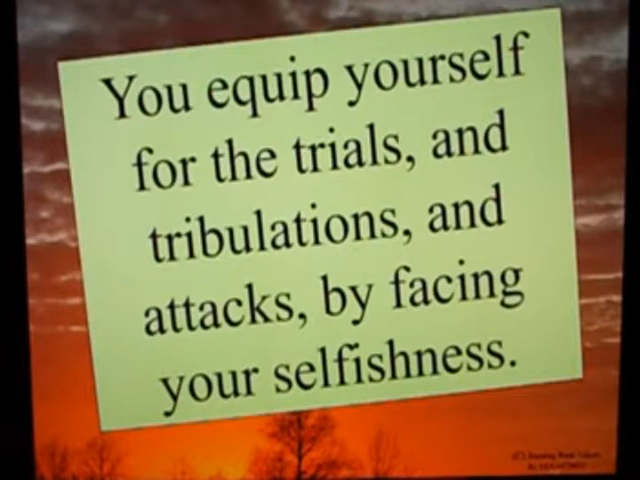 You equip yourself
for the trials, and
tribulations, and
attacks, by facing
your selfishness.